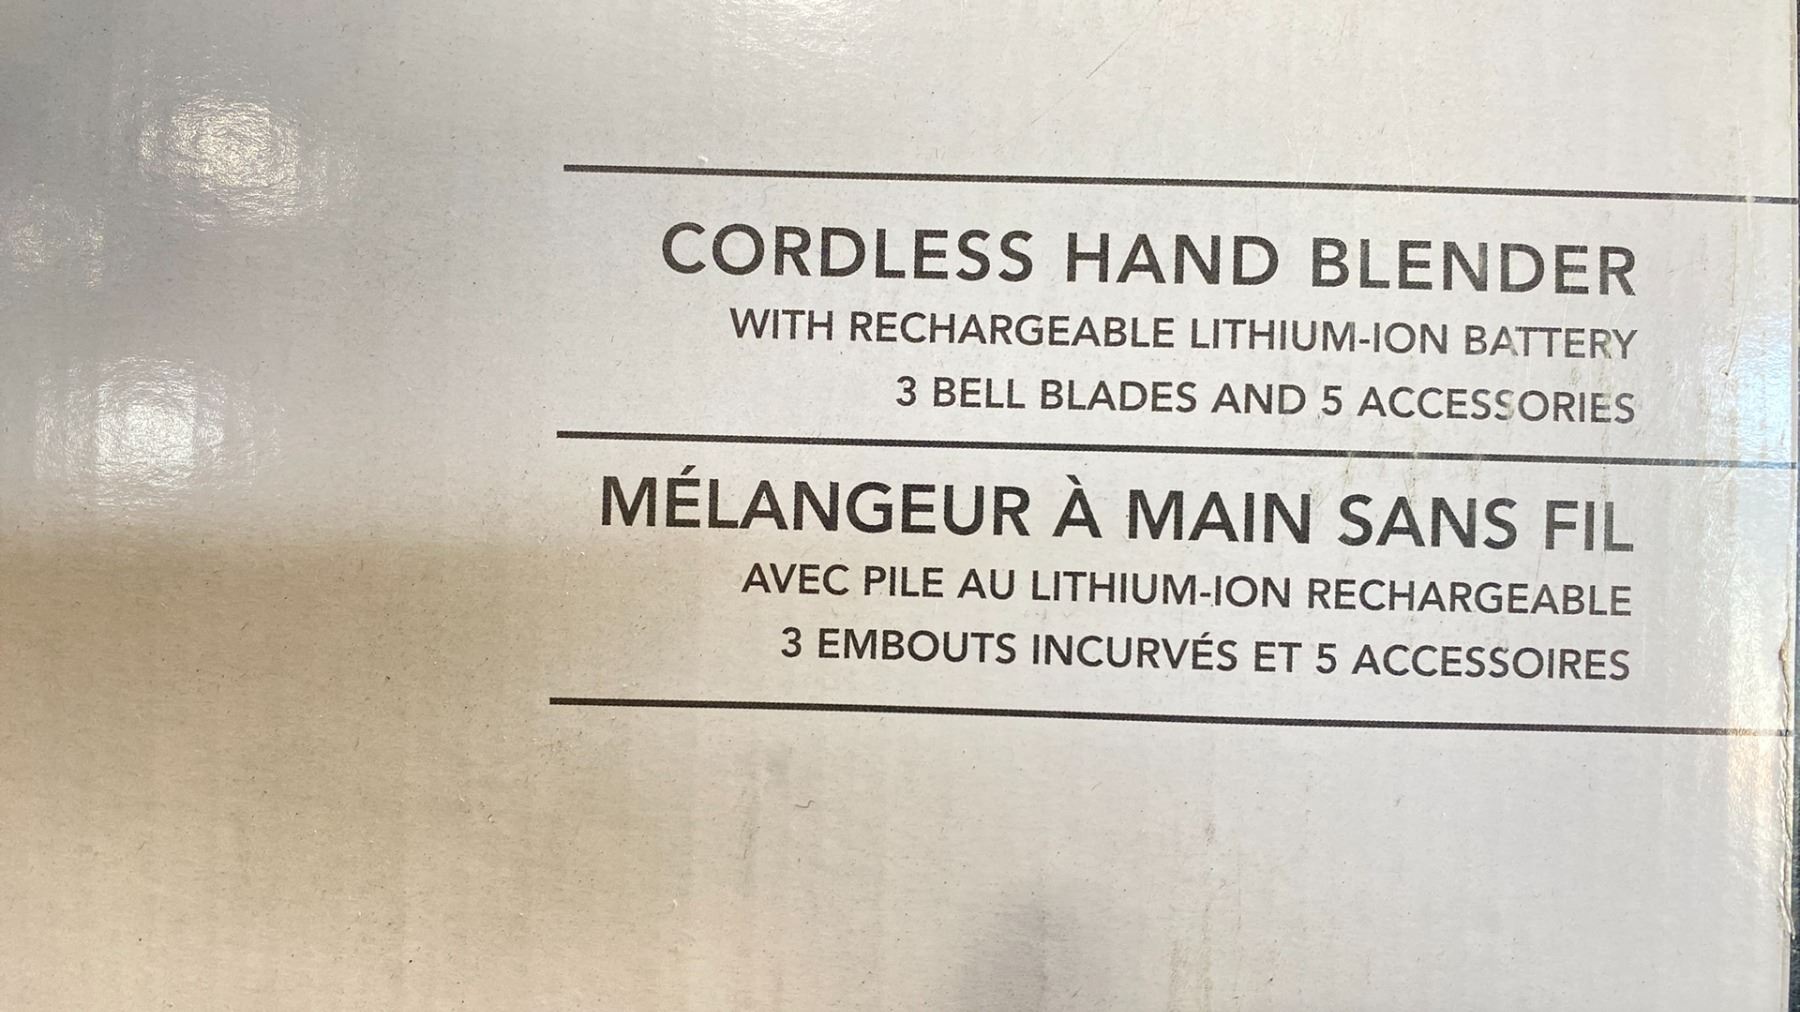 CORDLESS HAND BLENDER
WITH RECHARGEABLE LITHIUM-ION BATTERY
3 BELL BLADES AND 5 ACCESSORIES
MÉLANGEUR À MAIN SANS FIL
AVEC PILE AU LITHIUM-ION RECHARGEABLE
3 EMBOUTS INCURVÉS ET 5 ACCESSOIRES